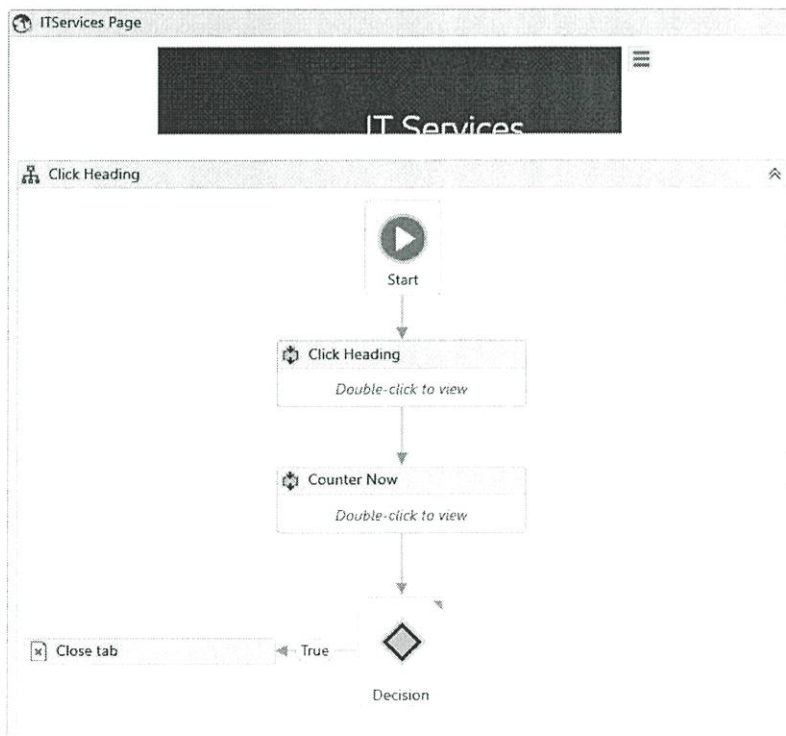 ITServices Page
IT Services
Click Heading
Start
Click Heading
Double-click to view
Counter Now
Double-click to view
Close tab
True
Decision